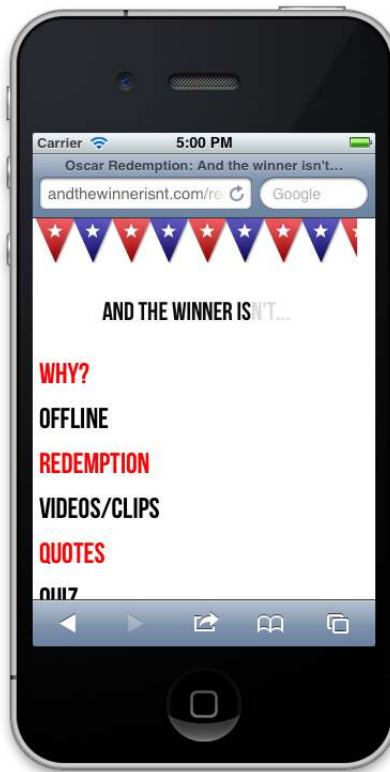 Carrier 5:00 PM
Oscar Redemption: And the winner isn't...
andthewinnerisnt.com/re Google
AND THE WINNER ISN'T...
WHY?
OFFLINE
REDEMPTION
VIDEOS/CLIPS
QUOTES
QUIZ